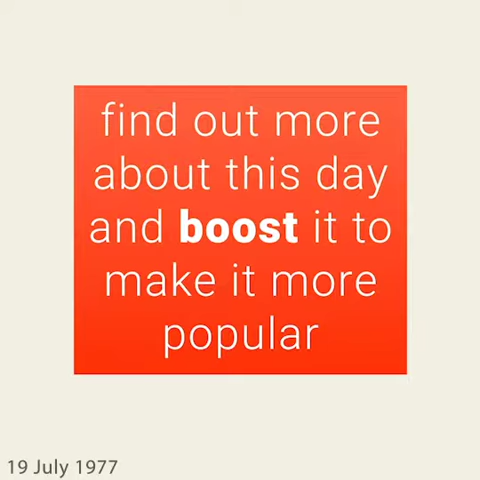 find out more
about this day
and boost it to
make it more
popular
19 July 1977